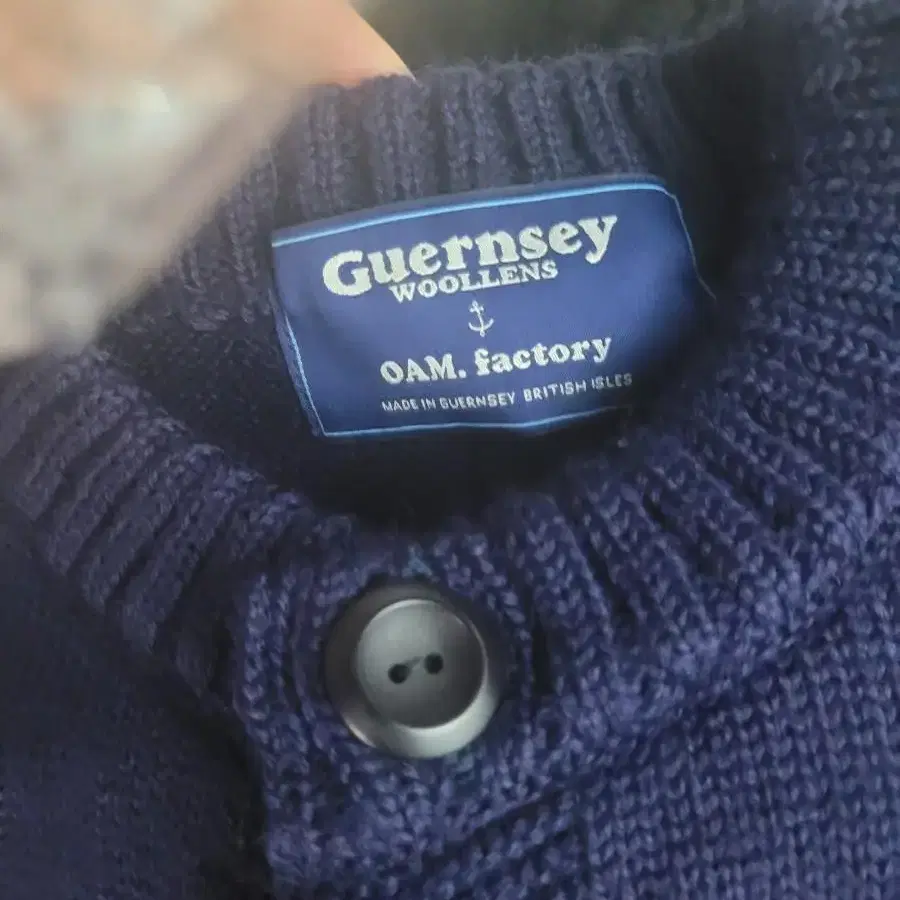 Guernsey
WOOLLENS
OAM. factory
MADE IN GUERNSEY BRITISH ISLES